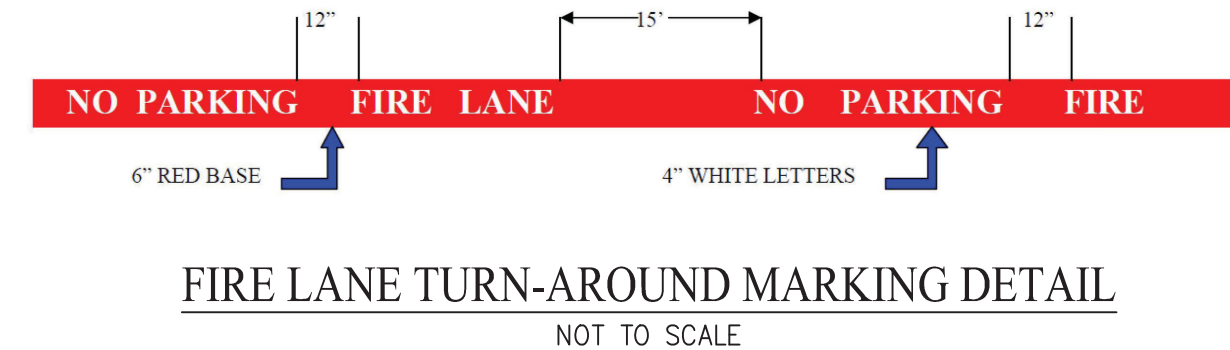 12” 15’ 12”
NO PARKING FIRE LANE NO PARKING FIRE
6” RED BASE 4” WHITE LETTERS
FIRE LANE TURN-AROUND MARKING DETAIL
NOT TO SCALE